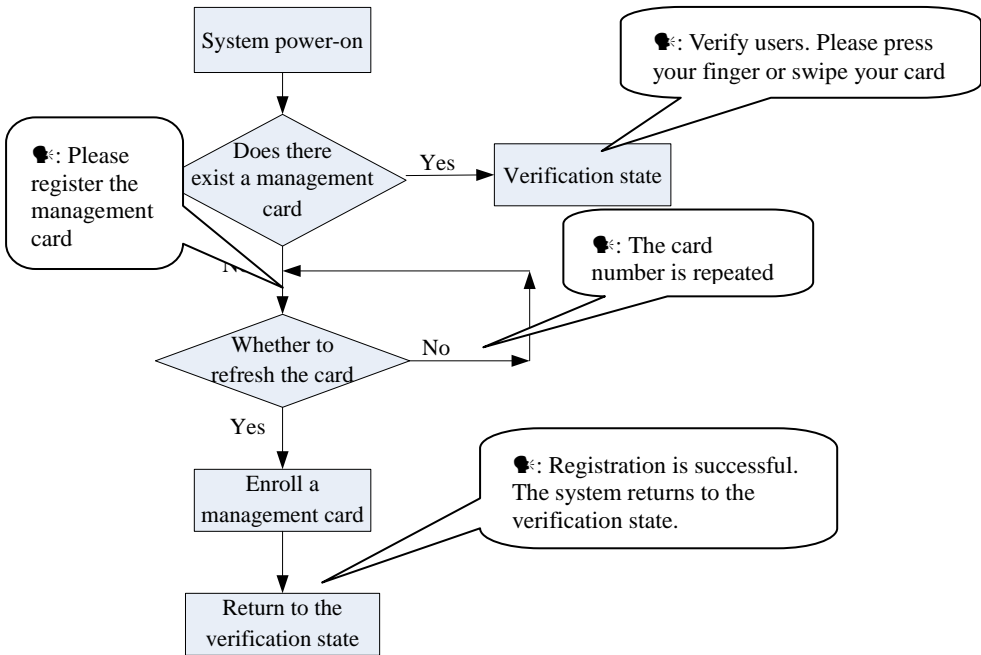 System power-on
🗣: Verify users. Please press
your finger or swipe your card
🗣: Please
register the
management
card
Does there
exist a management
card
Yes
Verification state
🗣: The card
number is repeated
Whether to
refresh the card
No
Yes
🗣: Registration is successful.
The system returns to the
verification state.
Enroll a
management card
Return to the
verification state